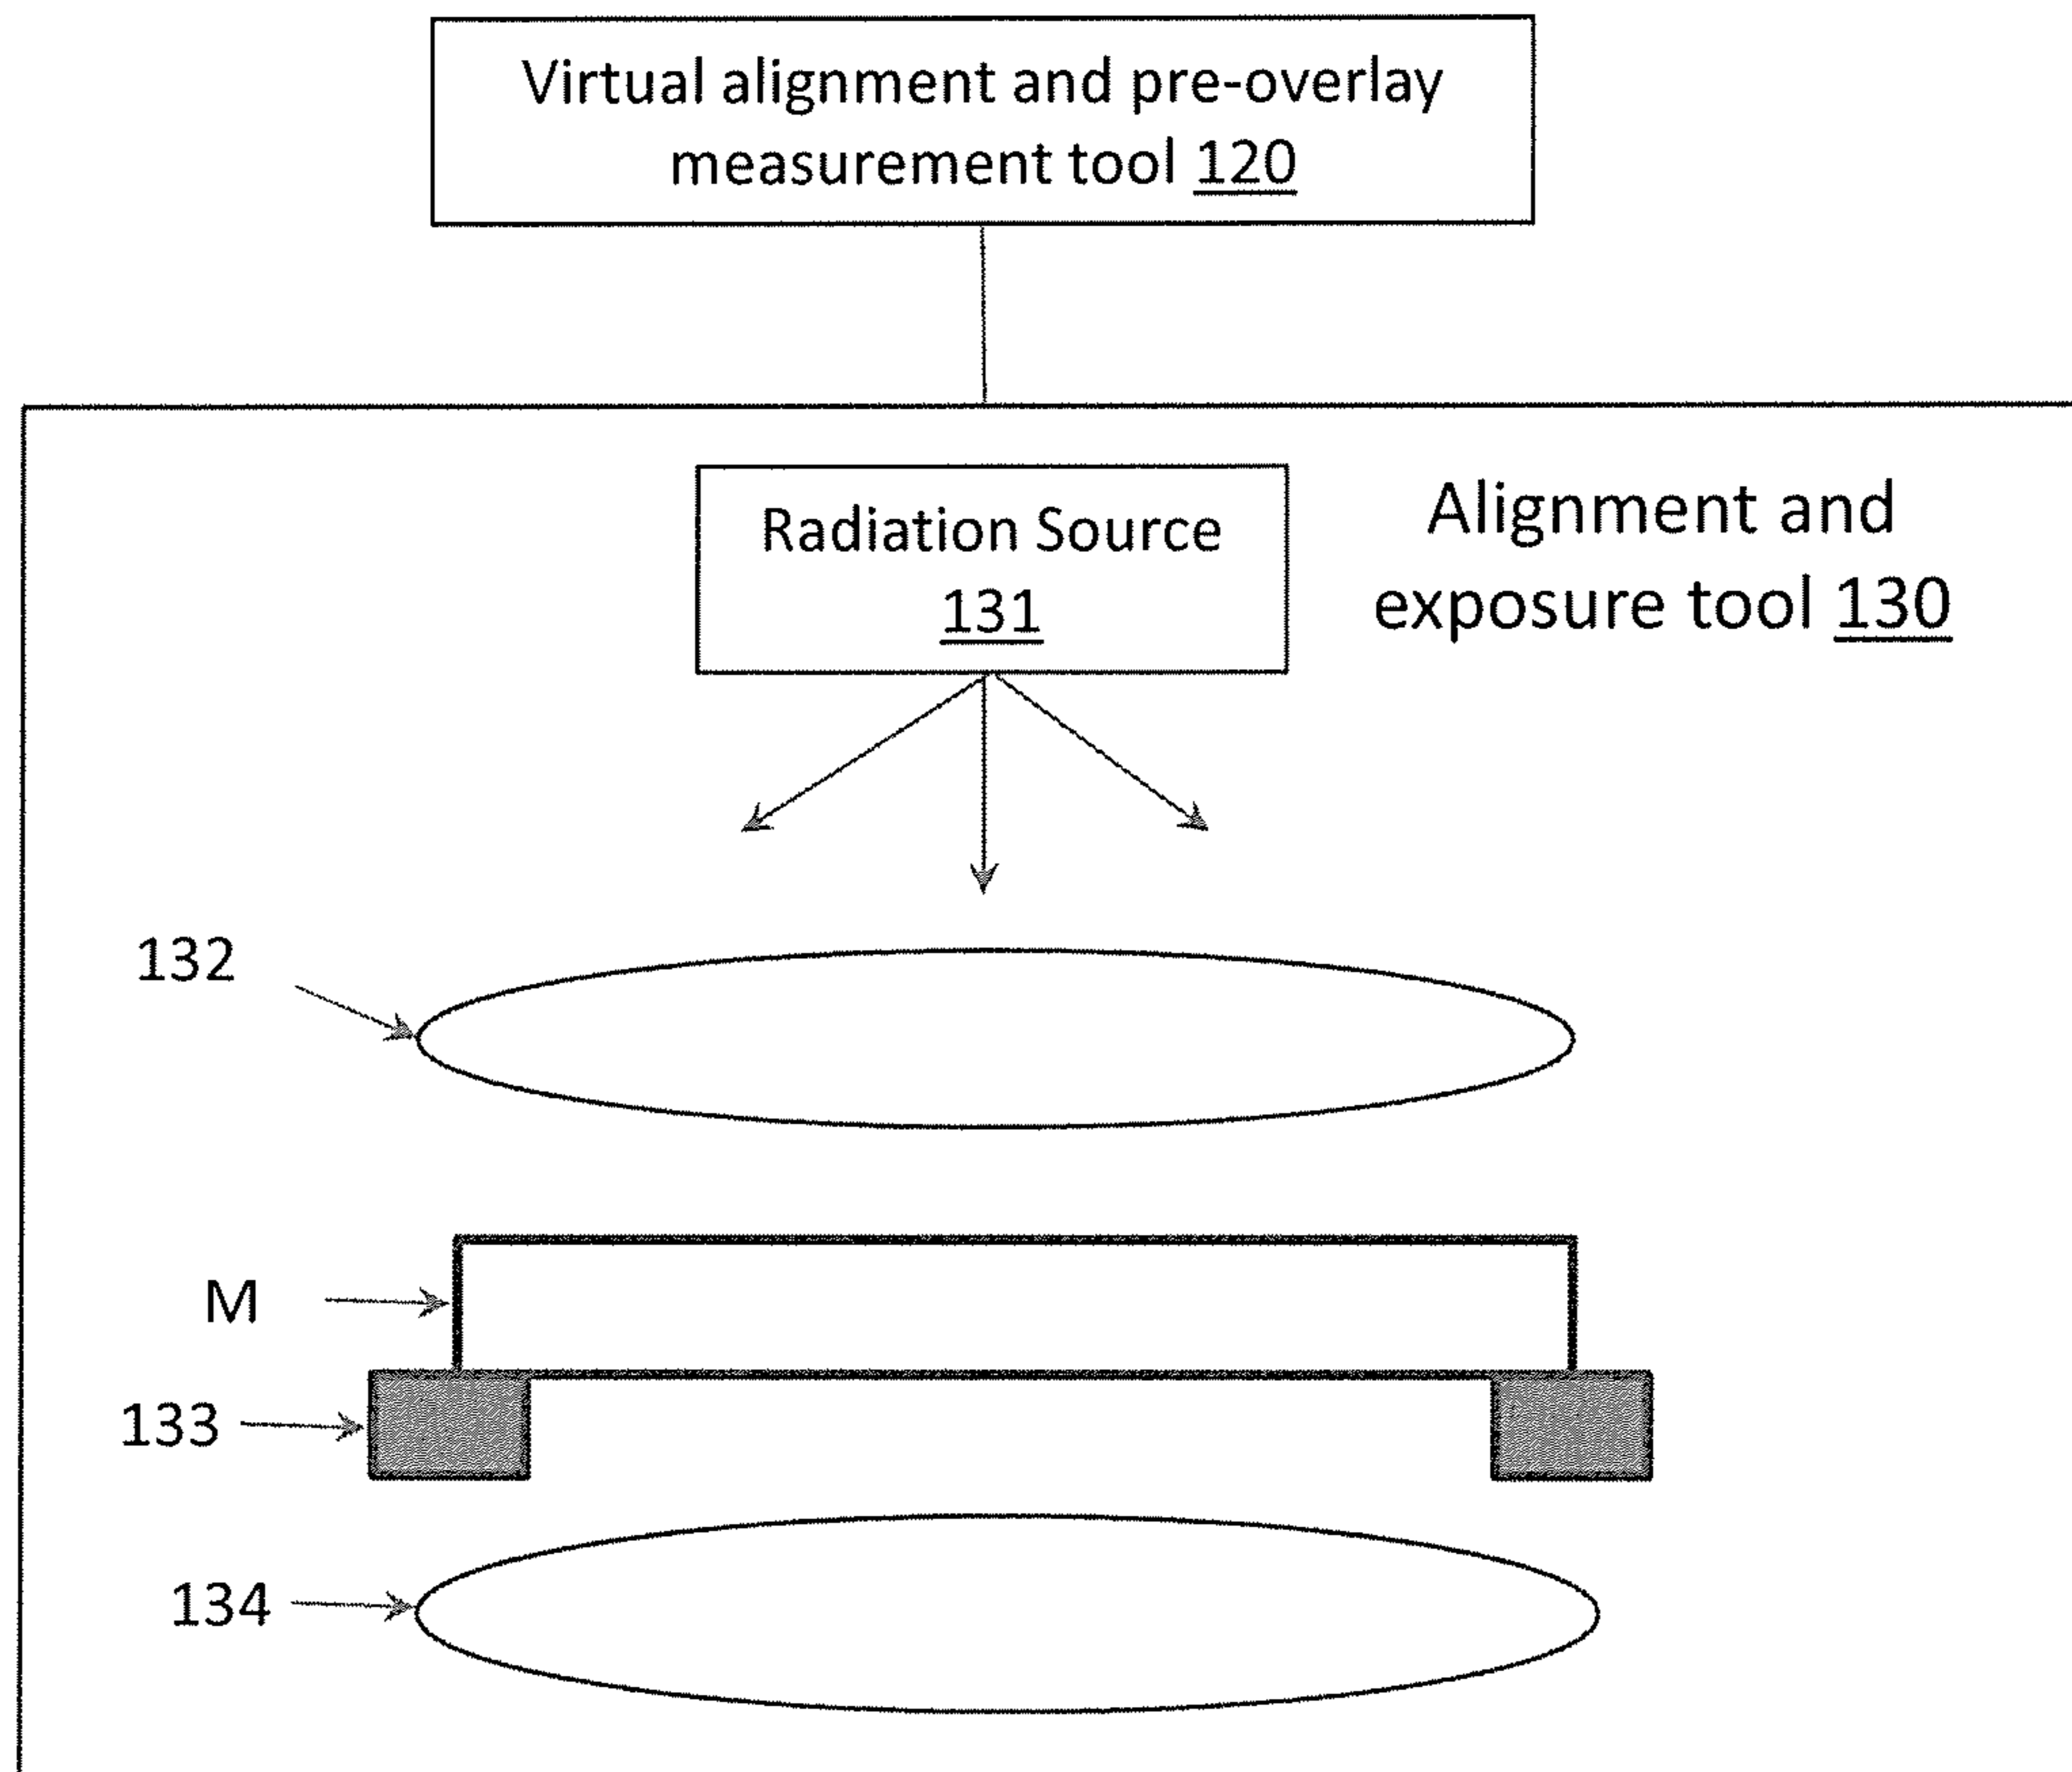 Virtual alignment and pre-overlay
measurement tool 120
Radiation Source
131
Alignment and
exposure tool 130
132
M
133
134